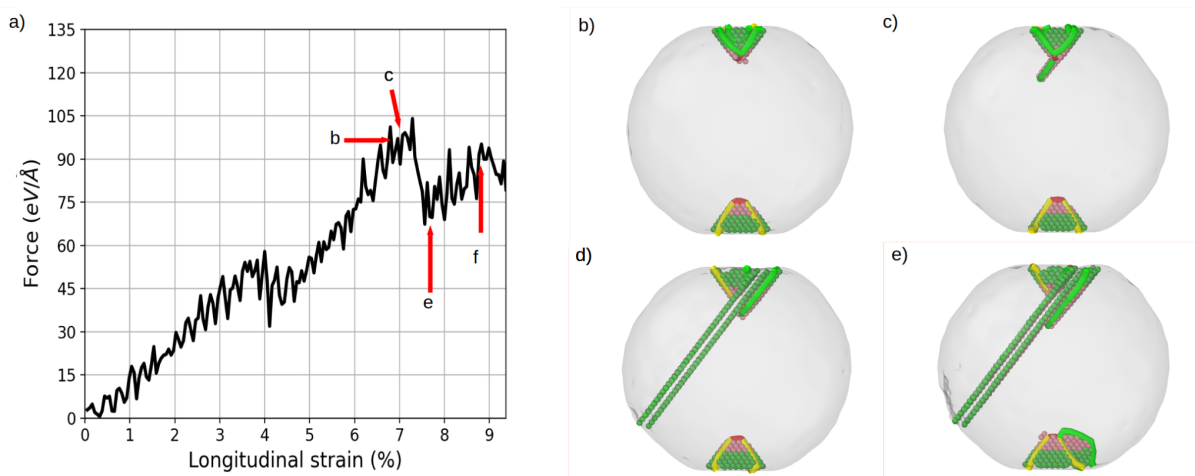 a)
135
120
105
90
75
60
45
30
15
0
Force (eV/Å)
0 1 2 3 4 5 6 7 8 9
Longitudinal strain (%)
b
c
e
f
b)
c)
d)
e)